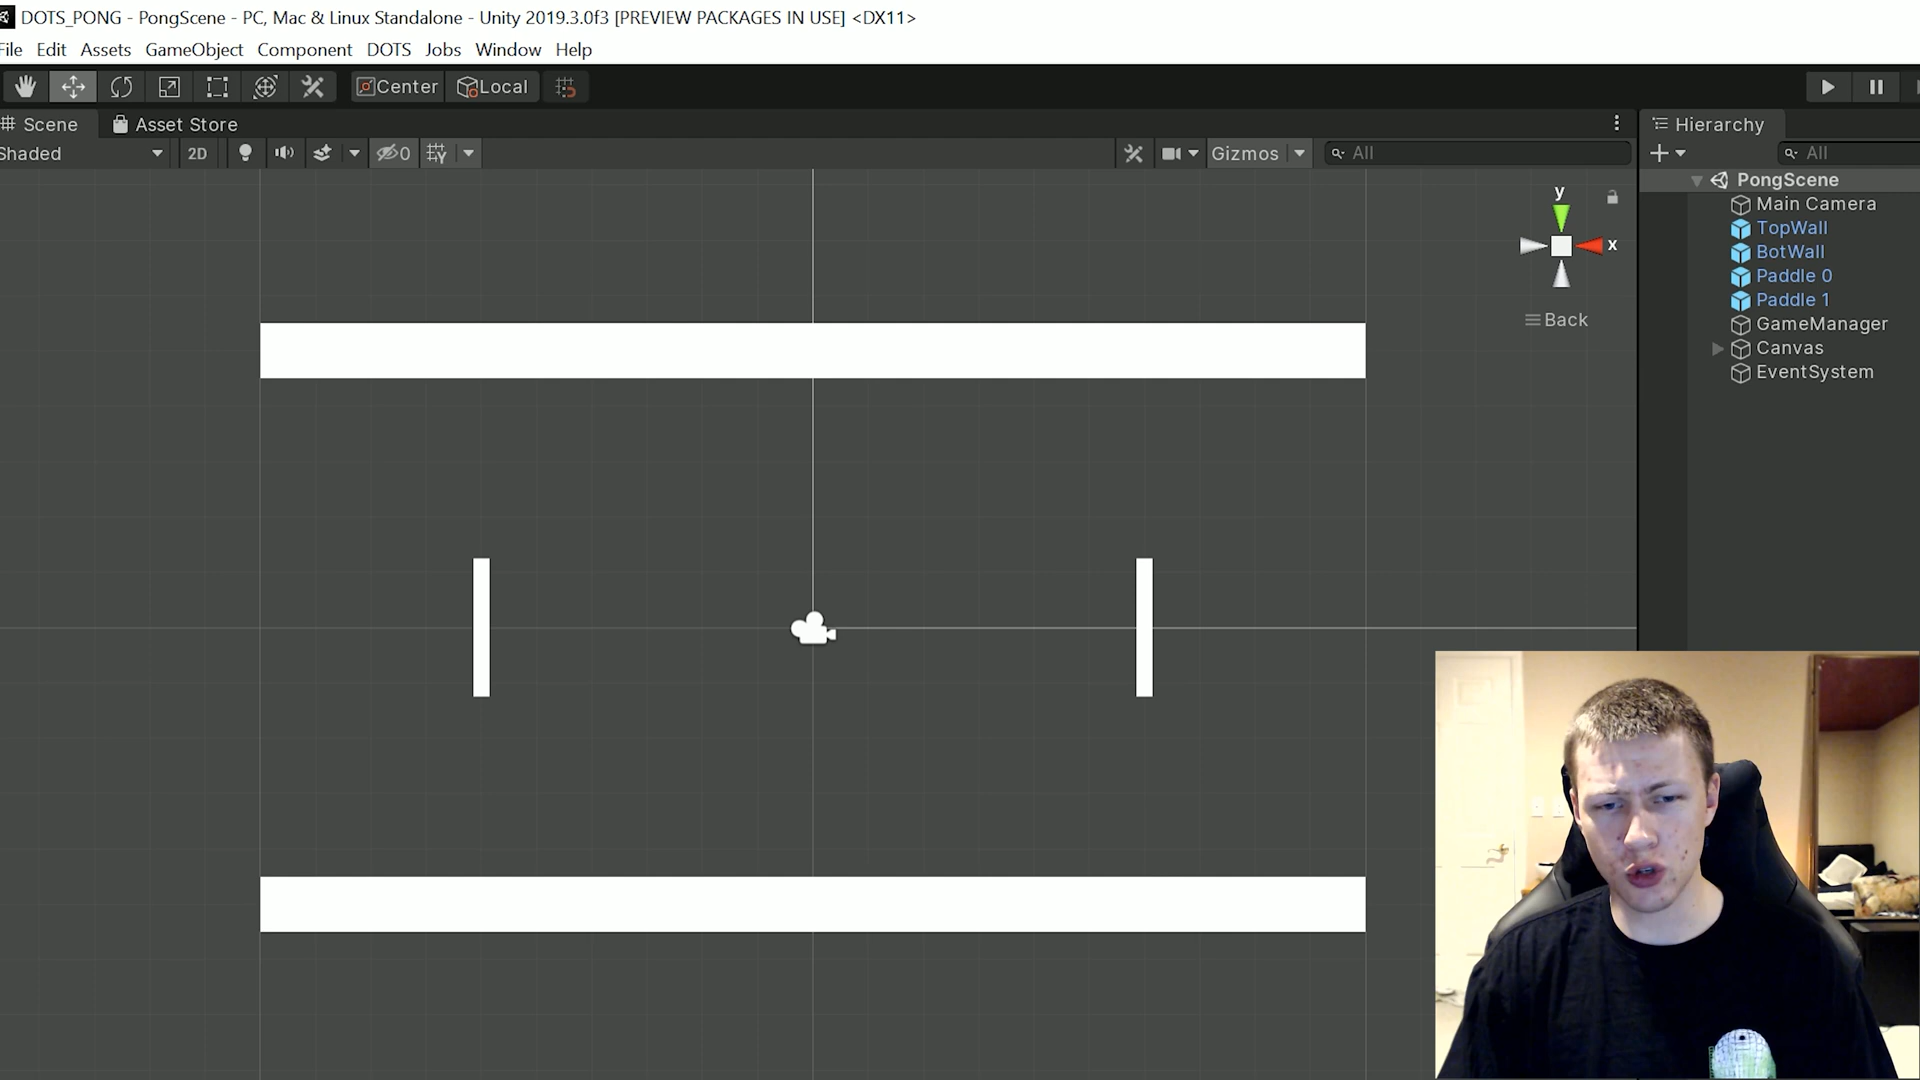 DOTS_PONG - PongScene - PC, Mac & Linux Standalone - Unity 2019.3.0f3 [PREVIEW PACKAGES IN USE] <DX11>
File Edit Assets GameObject Component DOTS Jobs Window Help
Center Local
Scene Asset Store Hierarchy
Shaded 2D 0 Gizmos All All
PongScene
Main Camera
TopWall
BotWall
Paddle 0
Paddle 1
GameManager
Canvas
EventSystem
y
x
Back